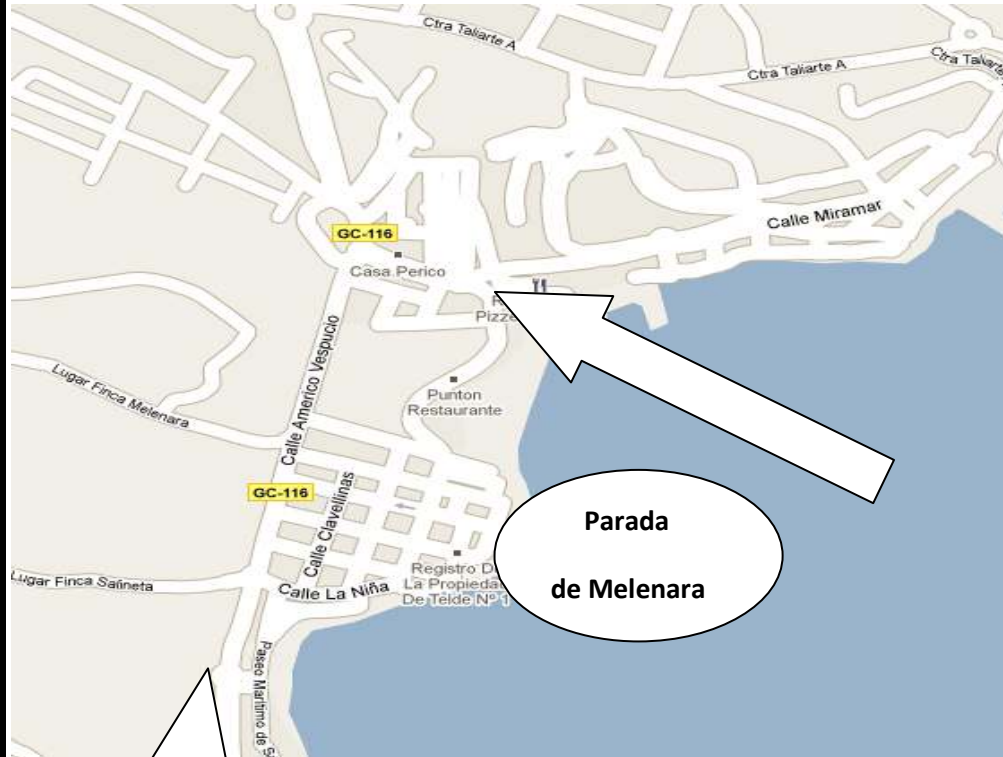 Ctra Taliarte A
Ctra Taliarte A
Ctra Taliarte
Calle Miramar
GC-116
Casa Perico
Pizze
Calle Americo Vespucio
Lugar Finca Melenara
Punton
Restaurante
GC-116
Calle Clavellinas
Parada
de Melenara
Registro D
La Propieda
De Telde Nº 1
Lugar Finca Salineta
Calle La Niña
Paseo Maritimo de S